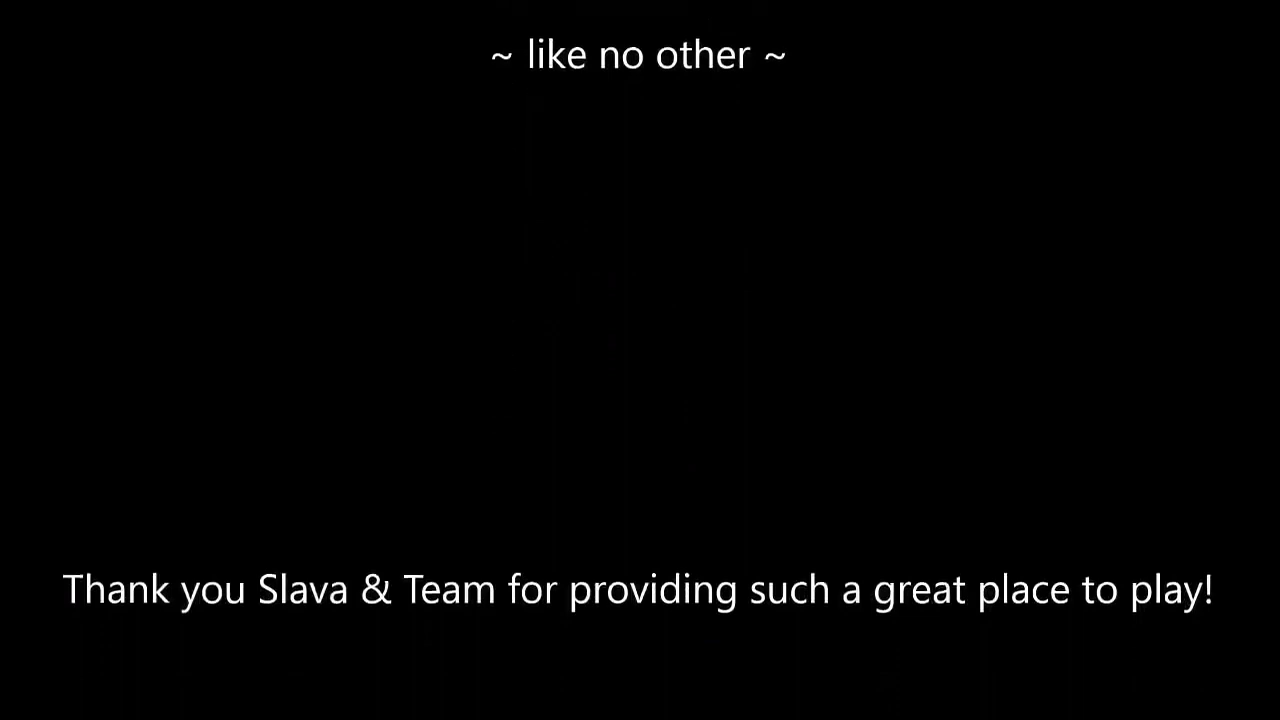 ~ like no other ~
Thank you Slava & Team for providing such a great place to play!